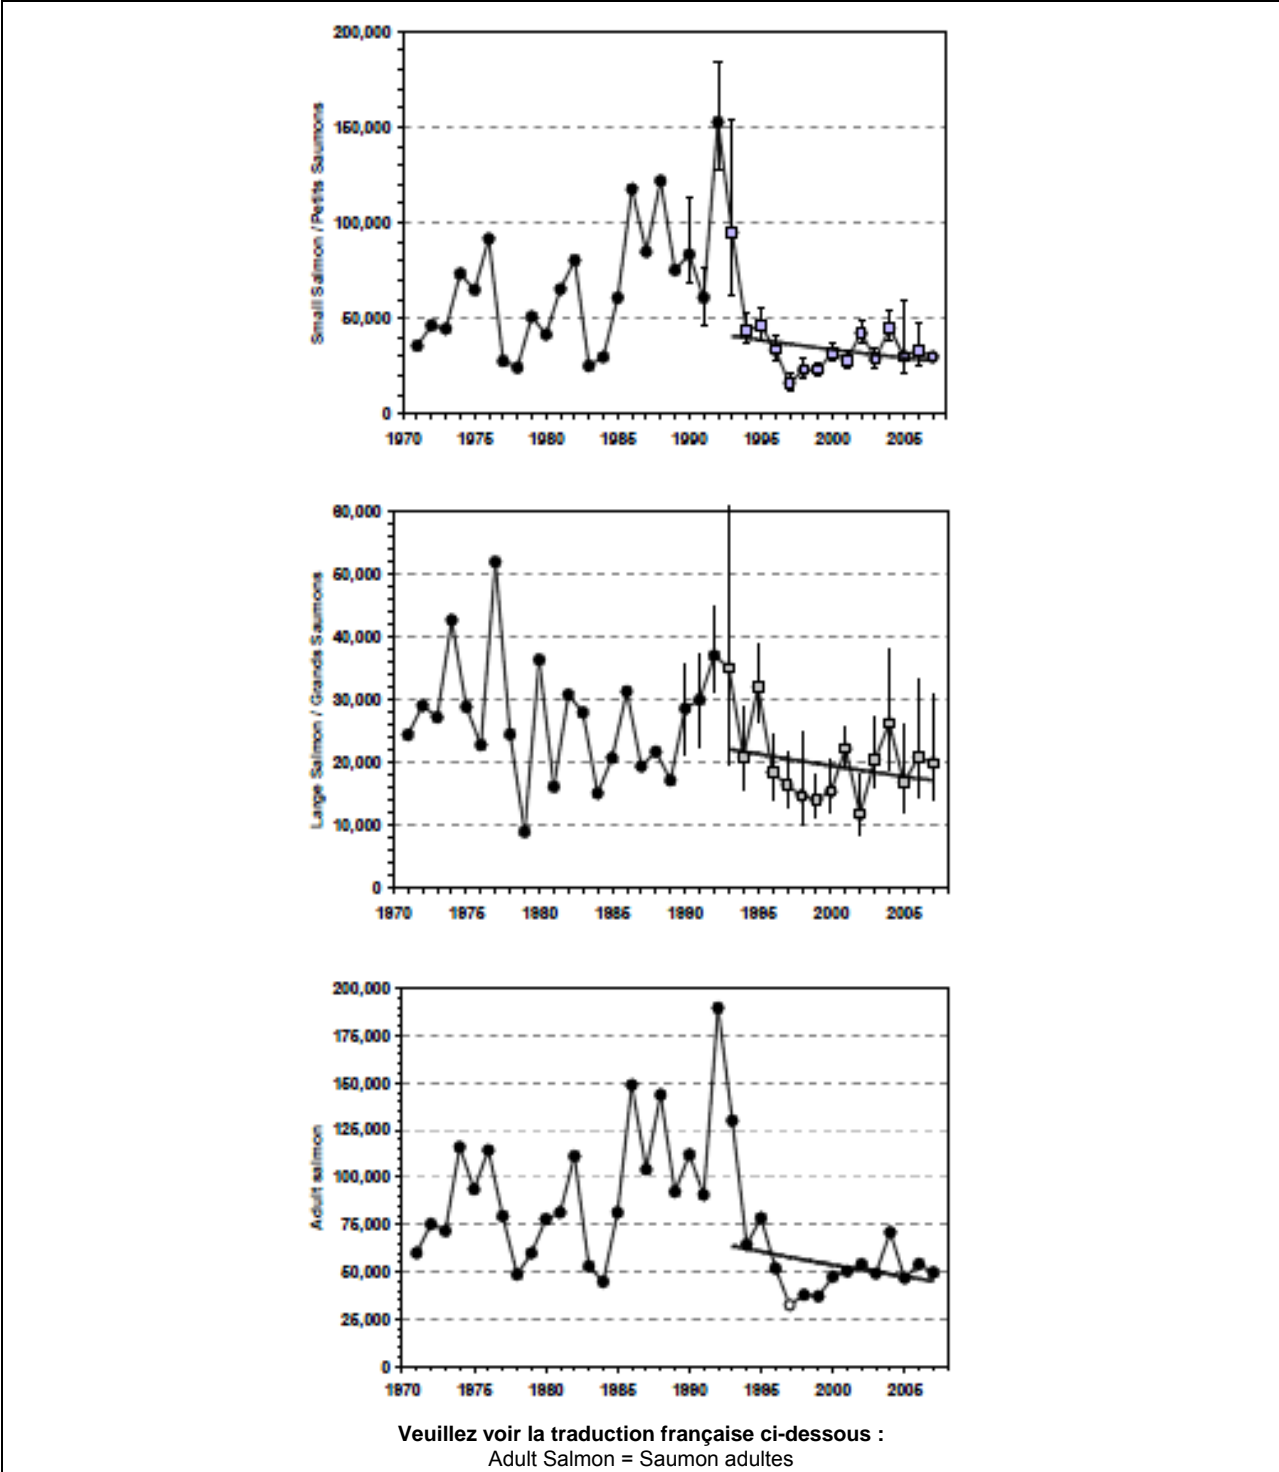 200,000
150,000
100,000
50,000
0
Small Salmon / Petits Saumons
1970 1975 1980 1985 1990 1995 2000 2005
60,000
50,000
40,000
30,000
20,000
10,000
0
Large Salmon / Grands Saumons
1970 1975 1980 1985 1990 1995 2000 2005
200,000
175,000
150,000
125,000
100,000
75,000
50,000
25,000
0
Adult salmon
1970 1975 1980 1985 1990 1995 2000 2005
Veuillez voir la traduction française ci-dessous :
Adult Salmon = Saumon adultes